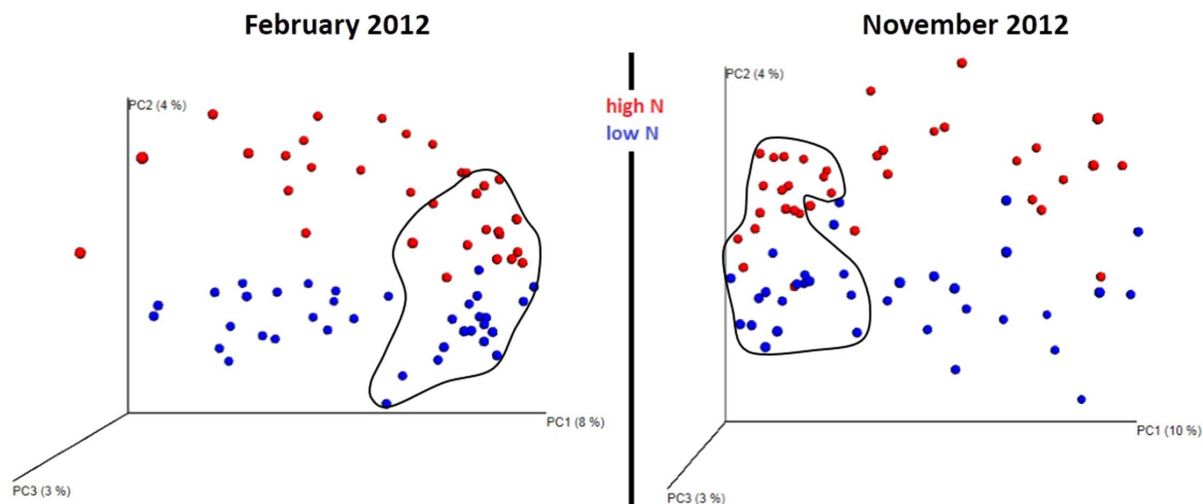 February 2012
November 2012
PC2 (4 %)
PC2 (4 %)
high N
low N
PC1 (8 %)
PC1 (10 %)
PC3 (3 %)
PC3 (3 %)